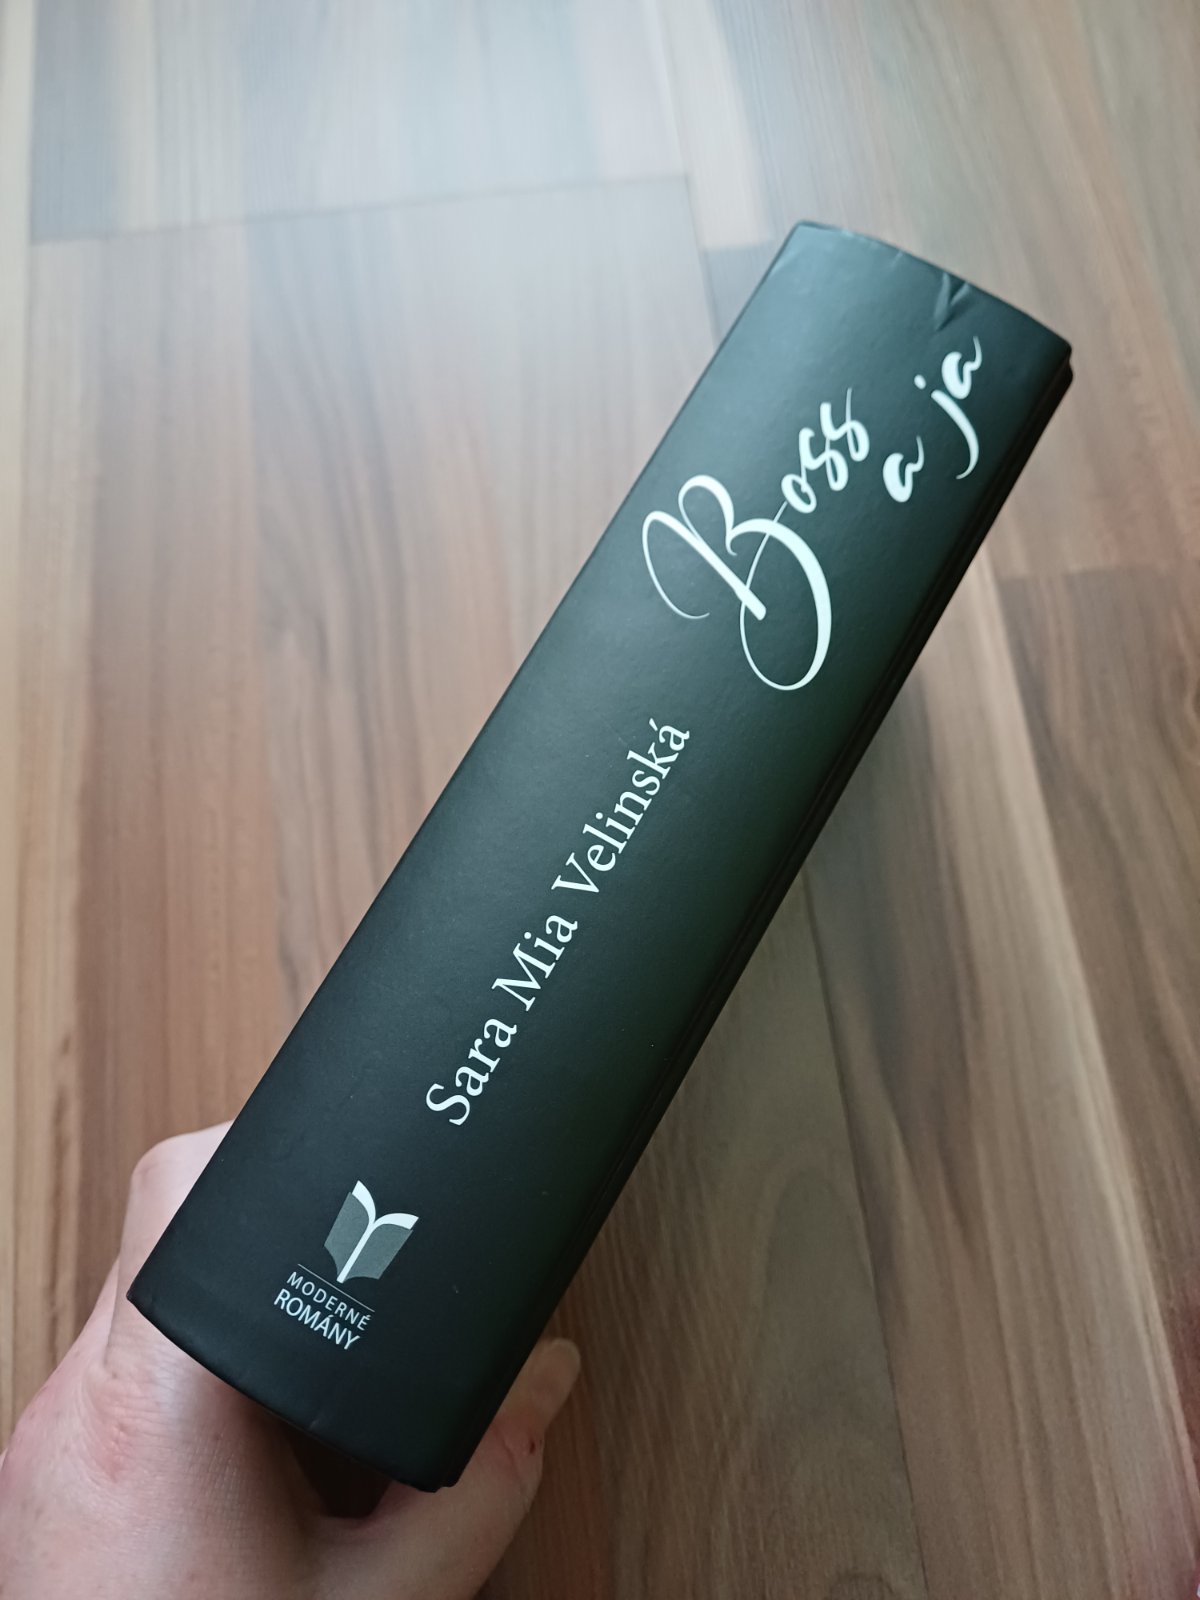 Boss
a ja
Sara Mia Velinská
MODERNÉ
ROMÁNY